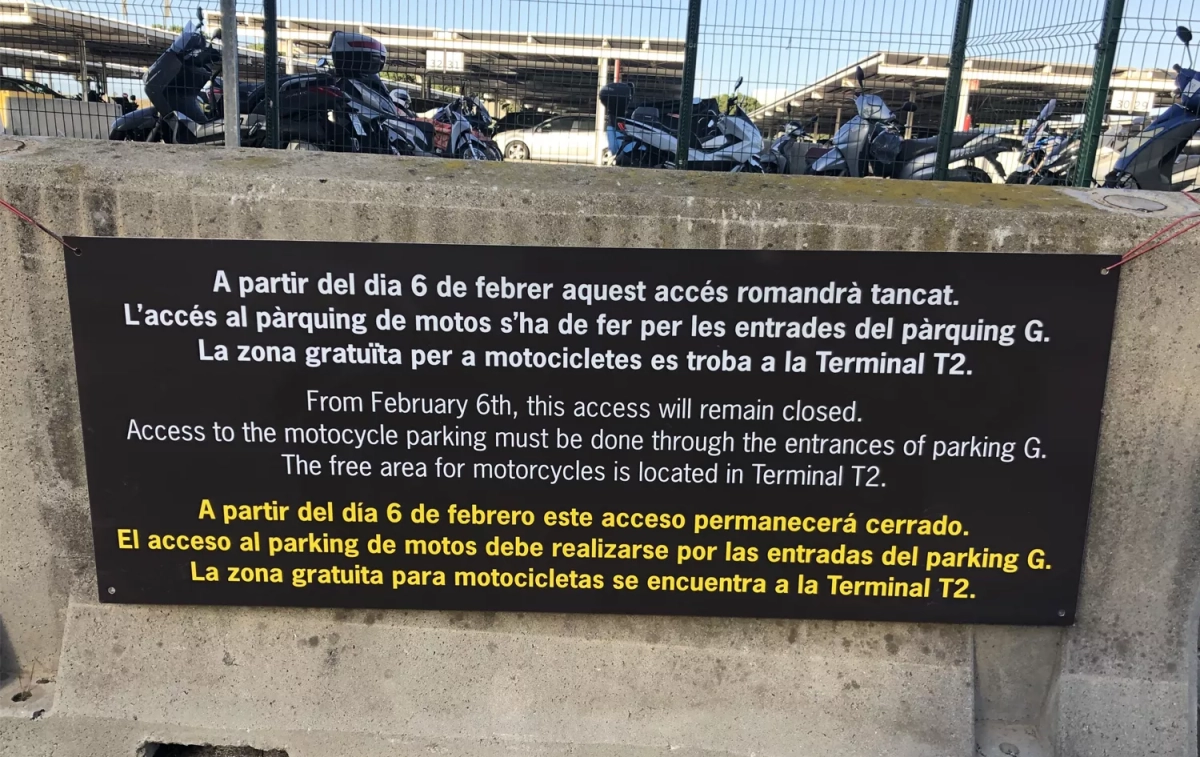 32 31
30 29
A partir del dia 6 de febrer aquest accés romandrà tancat.
L'accés al pàrquing de motos s'ha de fer per les entrades del pàrquing G.
La zona gratuïta per a motocicletes es troba a la Terminal T2.
From February 6th, this access will remain closed.
Access to the motocycle parking must be done through the entrances of parking G.
The free area for motorcycles is located in Terminal T2.
A partir del día 6 de febrero este acceso permanecerá cerrado.
El acceso al parking de motos debe realizarse por las entradas del parking G.
La zona gratuita para motocicletas se encuentra a la Terminal T2.